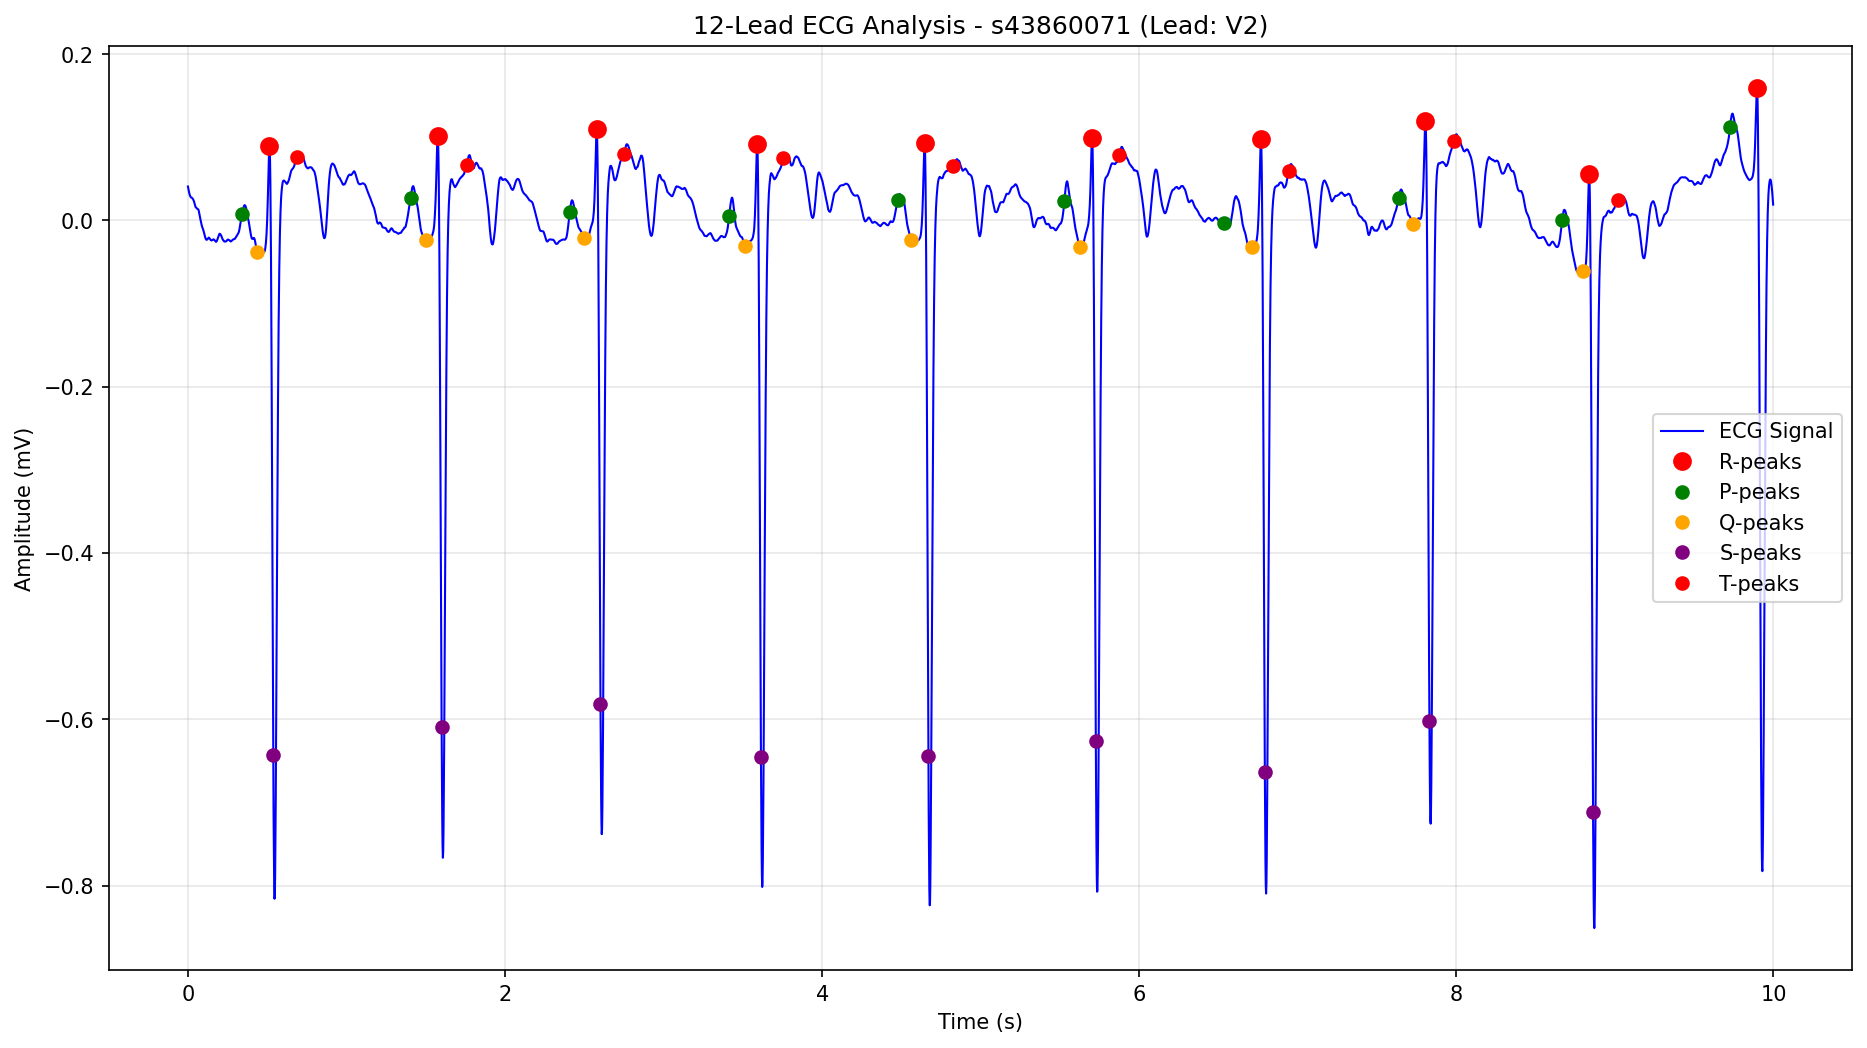 12-Lead ECG Analysis - s43860071 (Lead: V2)
0.2
0.0
−0.2
−0.4
−0.6
−0.8
Amplitude (mV)
ECG Signal
R-peaks
P-peaks
Q-peaks
S-peaks
T-peaks
0 2 4 6 8 10
Time (s)